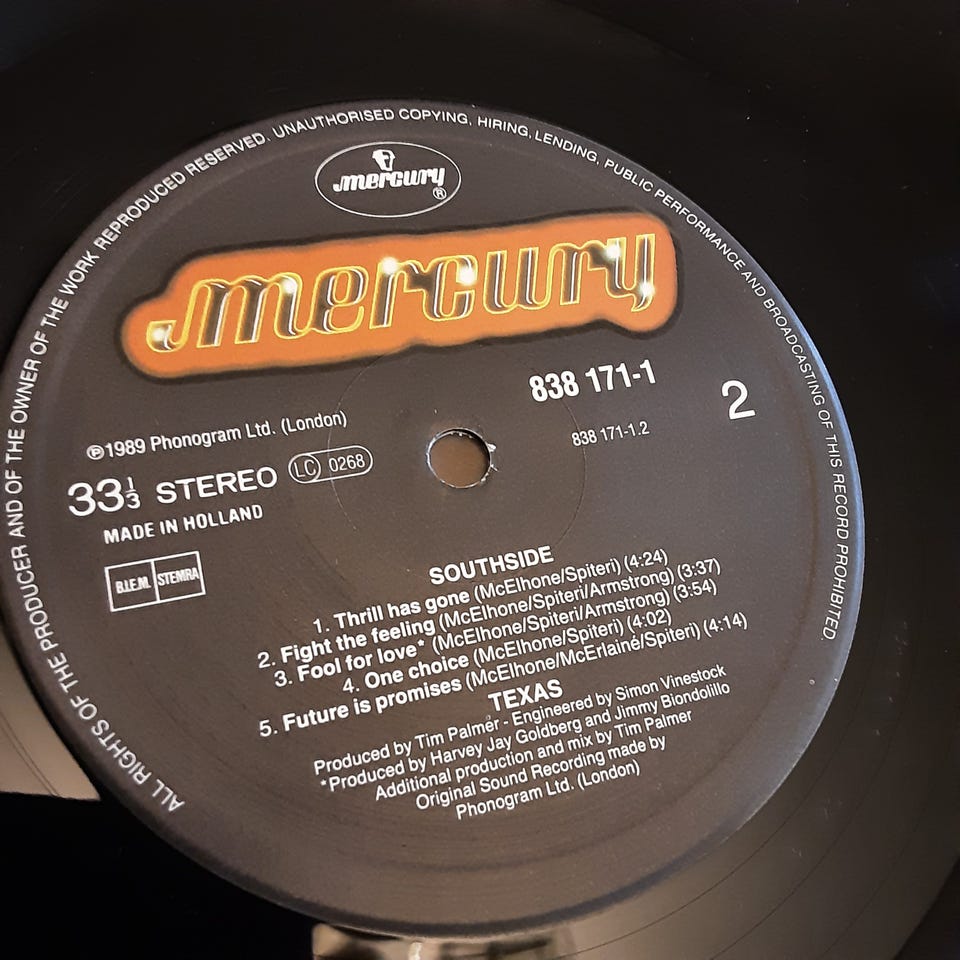 ALL RIGHTS OF THE PRODUCER AND OF THE OWNER OF THE WORK REPRODUCED RESERVED. UNAUTHORISED COPYING, HIRING, LENDING, PUBLIC PERFORMANCE AND BROADCASTING OF THIS RECORD PROHIBITED.
mercury ®
mercury
838 171-1
2
838 171-1.2
℗1989 Phonogram Ltd. (London)
33⅓ STEREO LC 0268
MADE IN HOLLAND
B.I.E.M. STEMRA
SOUTHSIDE
1. Thrill has gone (McElhone/Spiteri) (4:24)
2. Fight the feeling (McElhone/Spiteri/Armstrong) (3:37)
3. Fool for love* (McElhone/Spiteri/Armstrong) (3:54)
4. One choice (McElhone/Spiteri) (4:02)
5. Future is promises (McElhone/McErlainé/Spiteri) (4:14)
TEXAS
Produced by Tim Palmer - Engineered by Simon Vinestock
*Produced by Harvey Jay Goldberg and Jimmy Biondolillo
Additional production and mix by Tim Palmer
Original Sound Recording made by
Phonogram Ltd. (London)